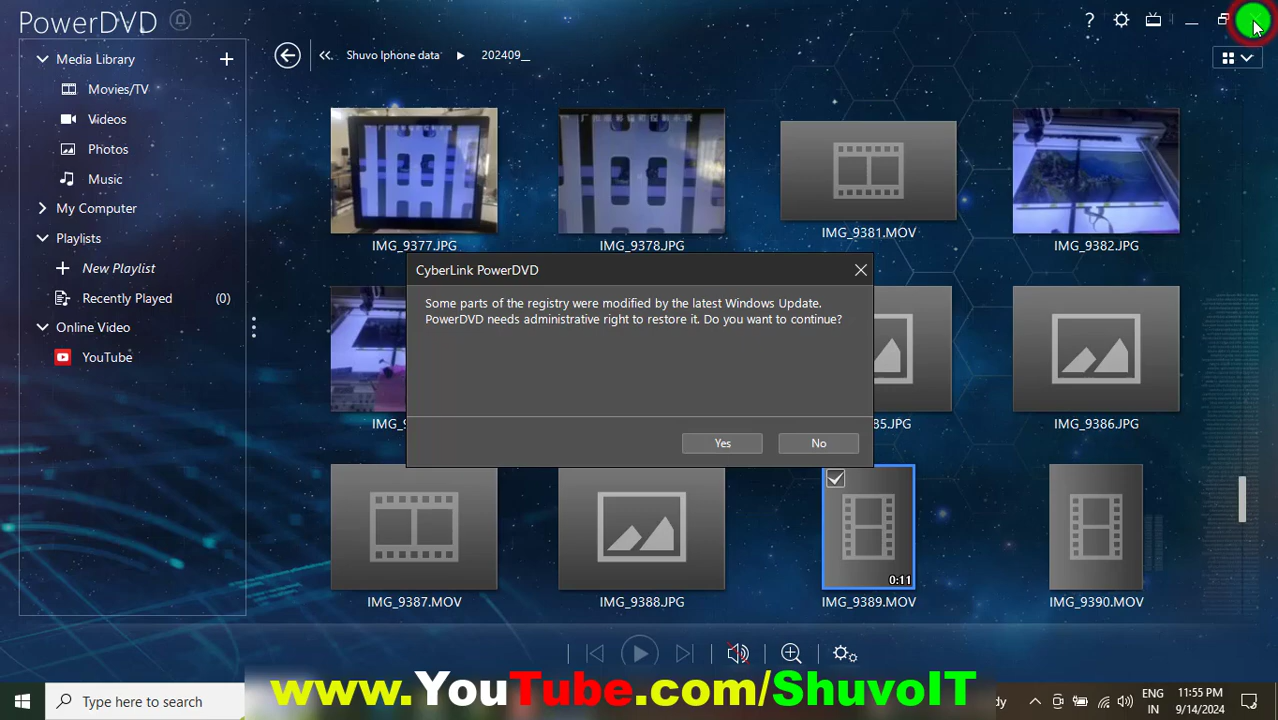 PowerDVD
Media Library
Movies/TV
Videos
Photos
Music
My Computer
Playlists
New Playlist
Recently Played (0)
Online Video
YouTube
Shuvo Iphone data
202409__
IMG_9377.JPG
IMG_9378.JPG
IMG_9381.MOV
IMG_9382.JPG
CyberLink PowerDVD
Some parts of the registry were modified by the latest Windows Update.
PowerDVD needs administrative right to restore it. Do you want to continue?
Yes
No
85.JPG
IMG_9386.JPG
0:11
IMG_9387.MOV
IMG_9388.JPG
IMG_9389.MOV
IMG_9390.MOV
www.YouTube.com/ShuvoIT
Type here to search
dy
ENG
IN
11:55 PM
9/14/2024